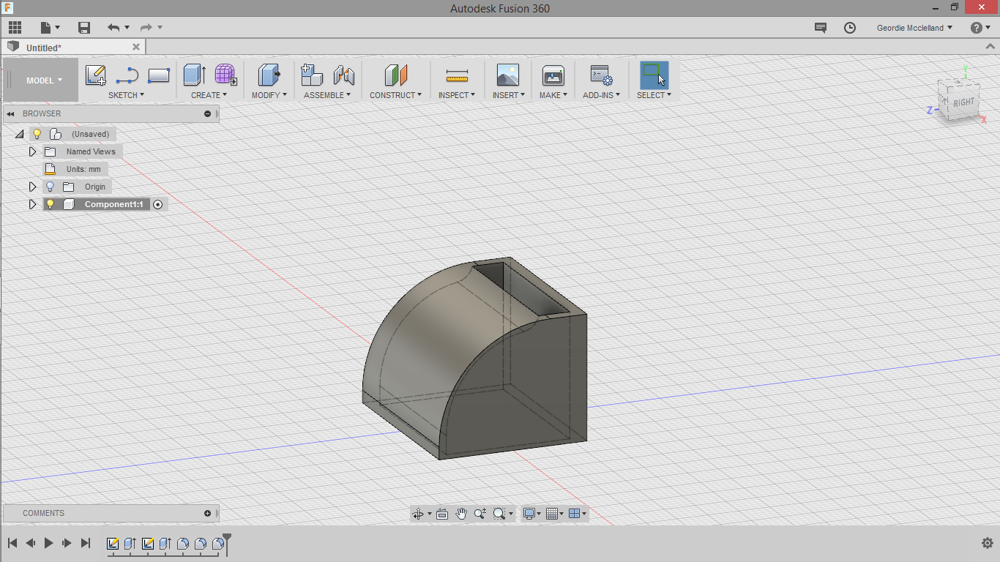 Autodesk Fusion 360
Geordie Mcclelland
Untitled*
MODEL
SKETCH
CREATE
MODIFY
ASSEMBLE
CONSTRUCT
INSPECT
INSERT
MAKE
ADD-INS
SELECT
Y
RIGHT
Z
X
BROWSER
(Unsaved)
Named Views
Units: mm
Origin
Component1:1
COMMENTS